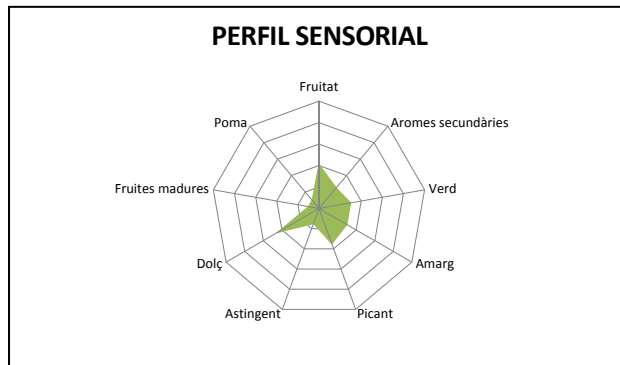 PERFIL SENSORIAL
Fruitat
Aromes secundàries
Verd
Amarg
Picant
Astingent
Dolç
Fruites madures
Poma